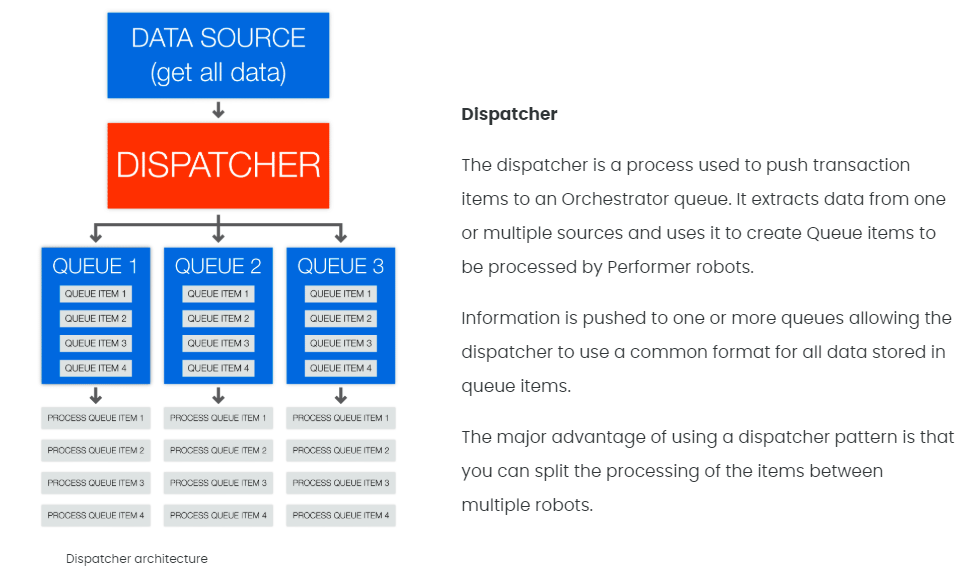 DATA SOURCE
(get all data)
DISPATCHER
QUEUE 1
QUEUE ITEM 1
QUEUE ITEM 2
QUEUE ITEM 3
QUEUE ITEM 4
PROCESS QUEUE ITEM 1
PROCESS QUEUE ITEM 2
PROCESS QUEUE ITEM 3
PROCESS QUEUE ITEM 4
QUEUE 2
QUEUE ITEM 1
QUEUE ITEM 2
QUEUE ITEM 3
QUEUE ITEM 4
PROCESS QUEUE ITEM 1
PROCESS QUEUE ITEM 2
PROCESS QUEUE ITEM 3
PROCESS QUEUE ITEM 4
QUEUE 3
QUEUE ITEM 1
QUEUE ITEM 2
QUEUE ITEM 3
QUEUE ITEM 4
PROCESS QUEUE ITEM 1
PROCESS QUEUE ITEM 2
PROCESS QUEUE ITEM 3
PROCESS QUEUE ITEM 4
Dispatcher architecture
Dispatcher
The dispatcher is a process used to push transaction
items to an Orchestrator queue. It extracts data from one
or multiple sources and uses it to create Queue items to
be processed by Performer robots.
Information is pushed to one or more queues allowing the
dispatcher to use a common format for all data stored in
queue items.
The major advantage of using a dispatcher pattern is that
you can split the processing of the items between
multiple robots.